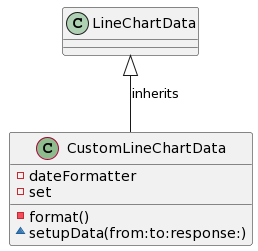 C LineChartData
inherits
C CustomLineChartData
dateFormatter
set
format()
setupData(from:to:response:)